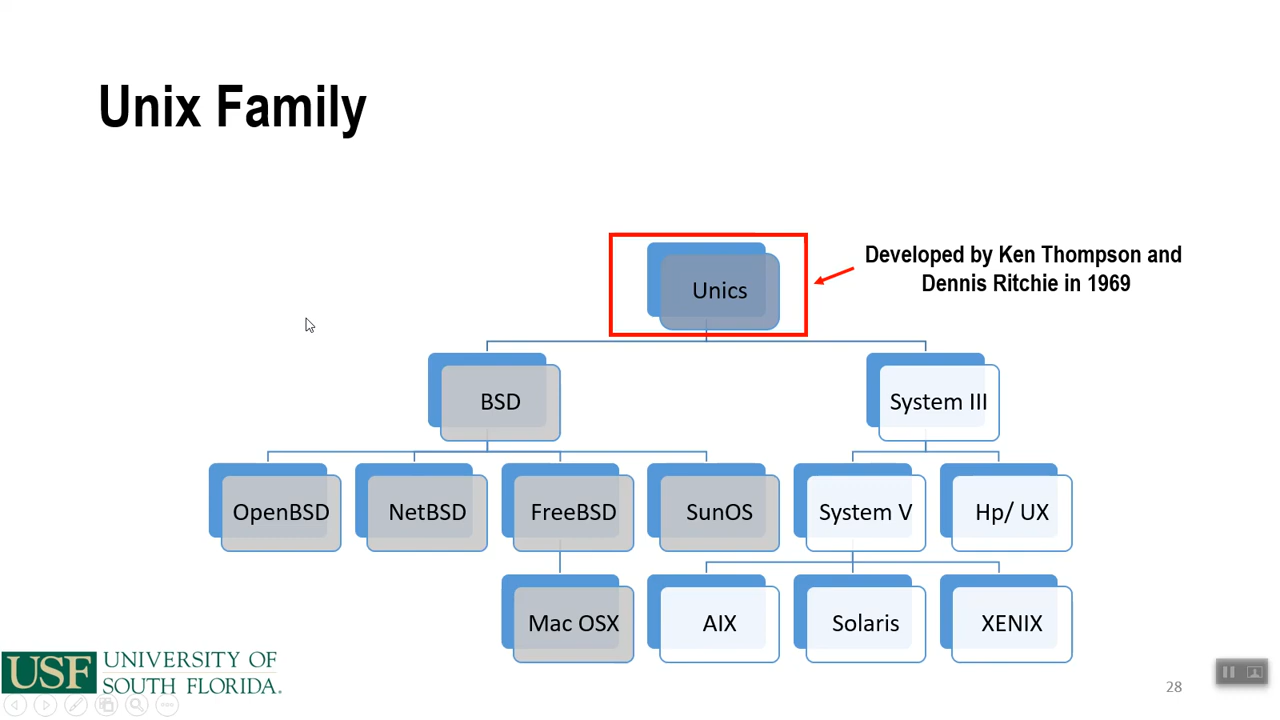 Unix Family
Unics
Developed by Ken Thompson and
Dennis Ritchie in 1969
BSD
System III
OpenBSD
NetBSD
FreeBSD
SunOS
System V
Hp/ UX
Mac OSX
AIX
Solaris
XENIX
USF UNIVERSITY OF
SOUTH FLORIDA.
28